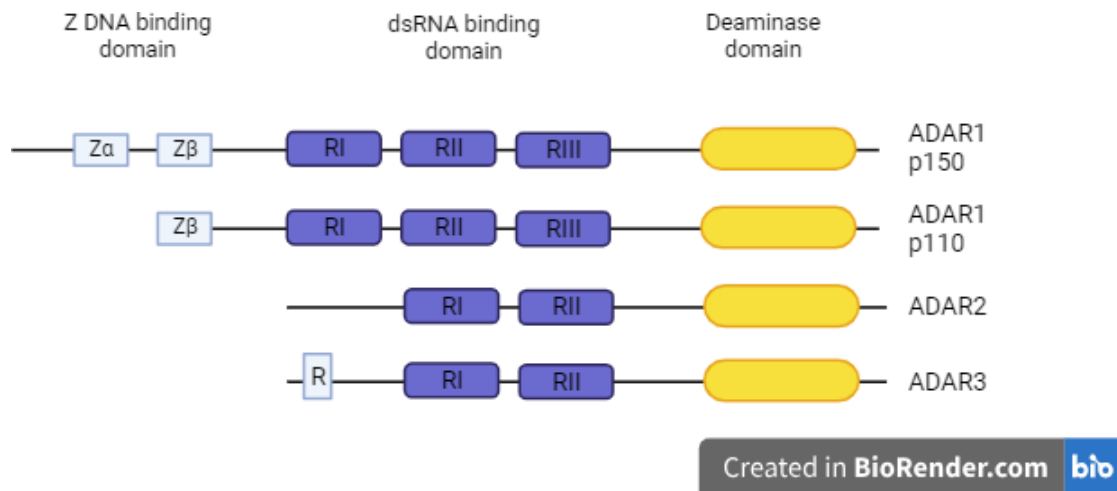 Z DNA binding
domain
dsRNA binding
domain
Deaminase
domain
Zα Zβ RI RII RIII ADAR1
p150
Zβ RI RII RIII ADAR1
p110
RI RII ADAR2
R RI RII ADAR3
Created in BioRender.com bio